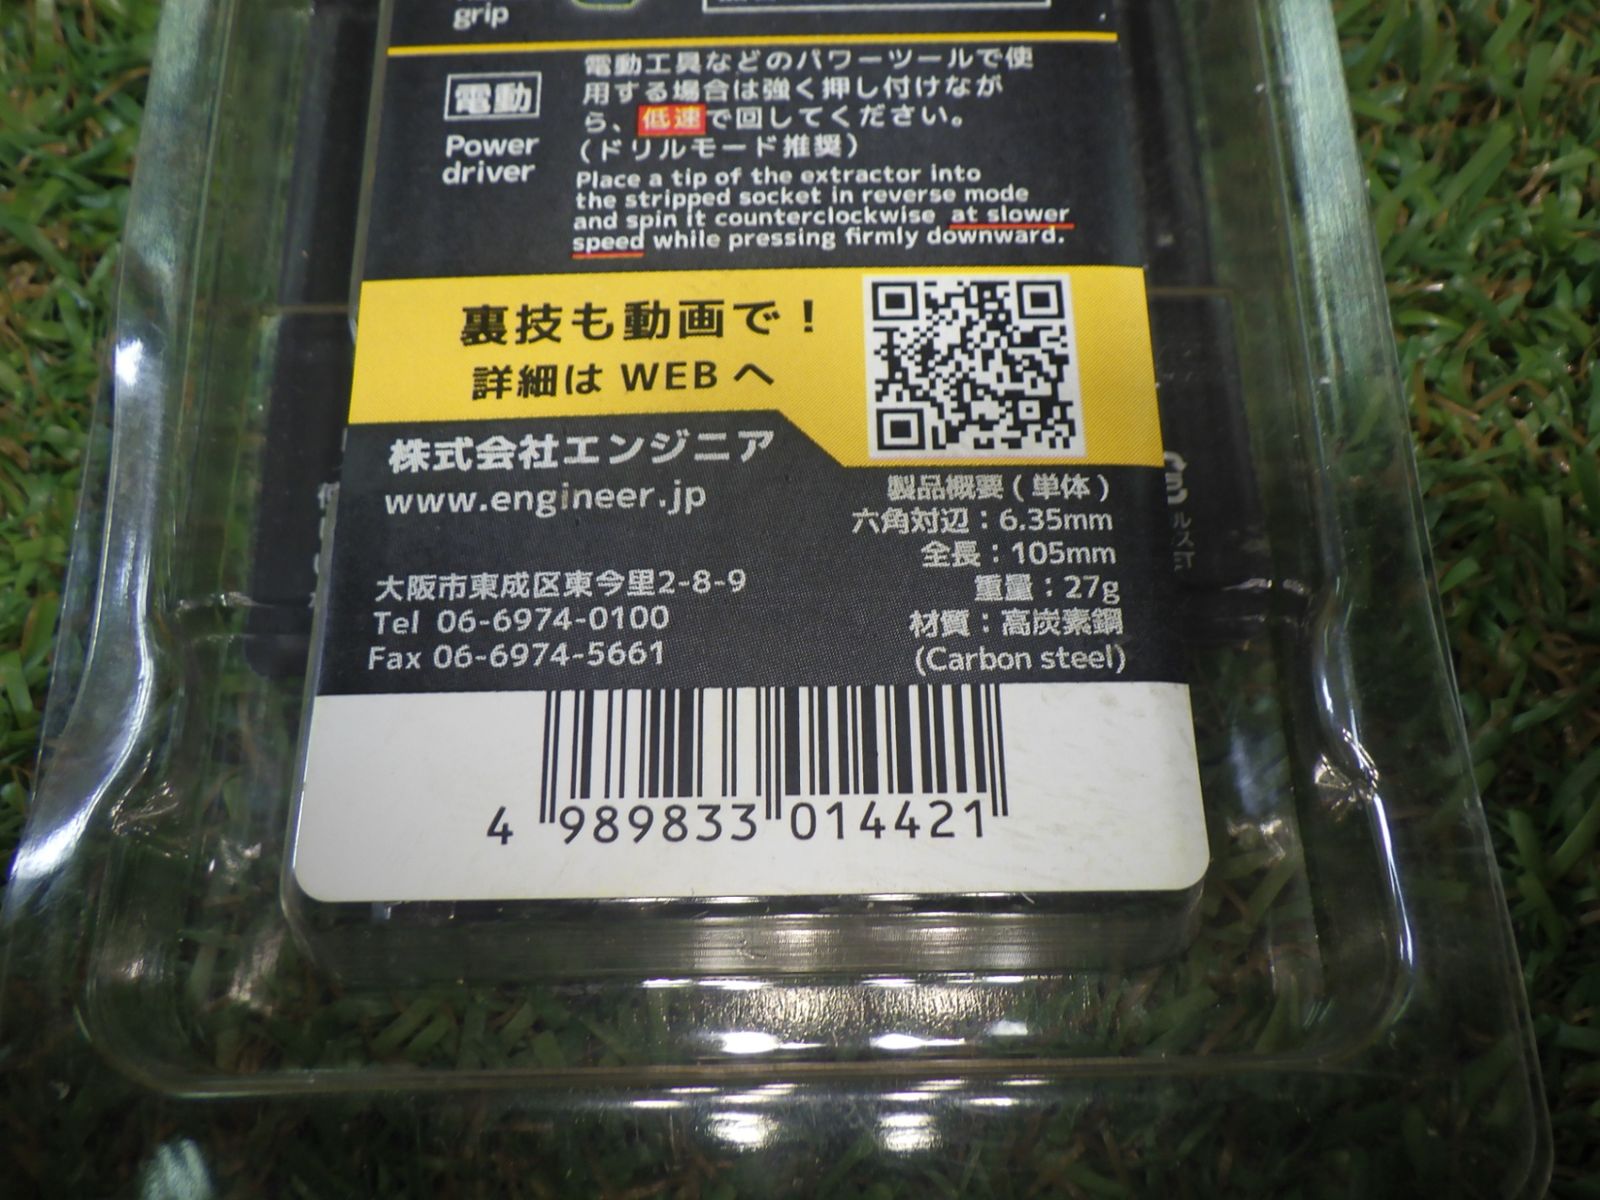 grip
電動
Power
driver
電動工具などのパワーツールで使
用する場合は強く押し付けなが
ら、低速で回してください。
(ドリルモード推奨)
Place a tip of the extractor into
the stripped socket in reverse mode
and spin it counterclockwise at slower
speed while pressing firmly downward.
裏技も動画で!
詳細は WEB へ
株式会社エンジニア
www.engineer.jp
大阪市東成区東今里2-8-9
Tel 06-6974-0100
Fax 06-6974-5661
製品概要(単体)
六角対辺:6.35mm
全長:105mm
重量:27g
材質:高炭素鋼
(Carbon steel)
4 989833 014421